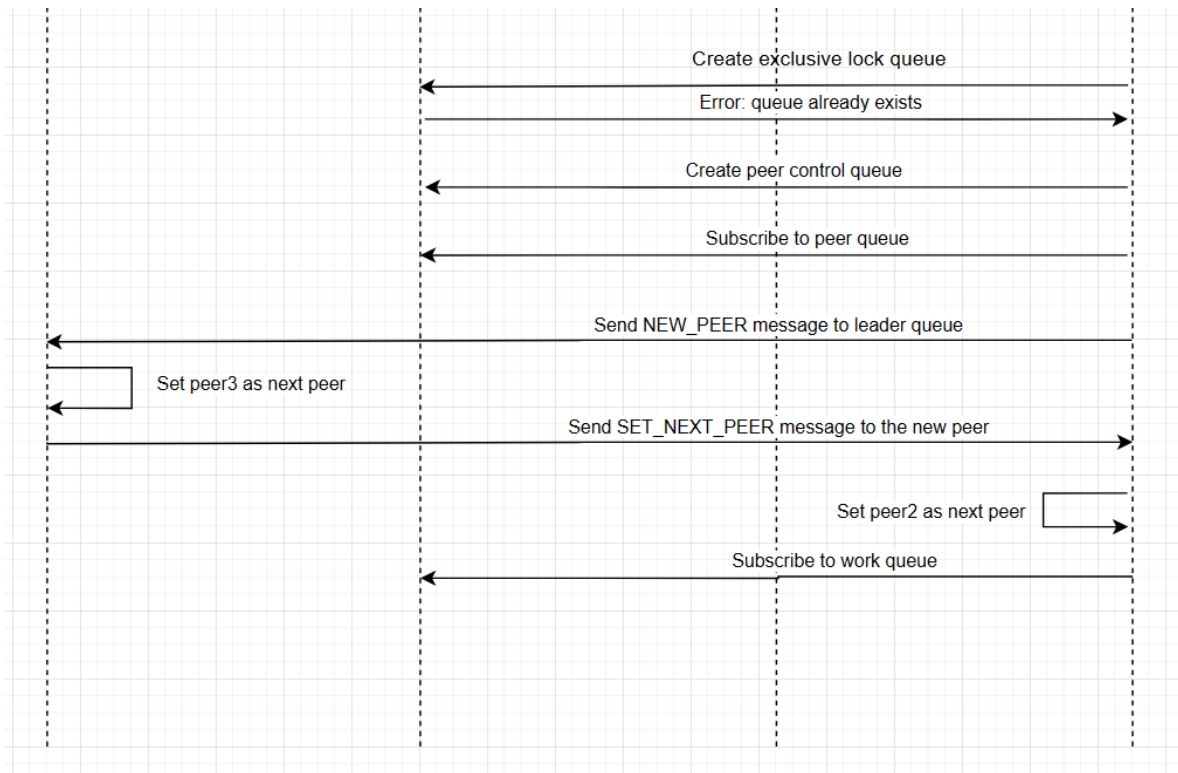 Create exclusive lock queue
Error: queue already exists
Create peer control queue
Subscribe to peer queue
Send NEW_PEER message to leader queue
Set peer3 as next peer
Send SET_NEXT_PEER message to the new peer
Set peer2 as next peer
Subscribe to work queue